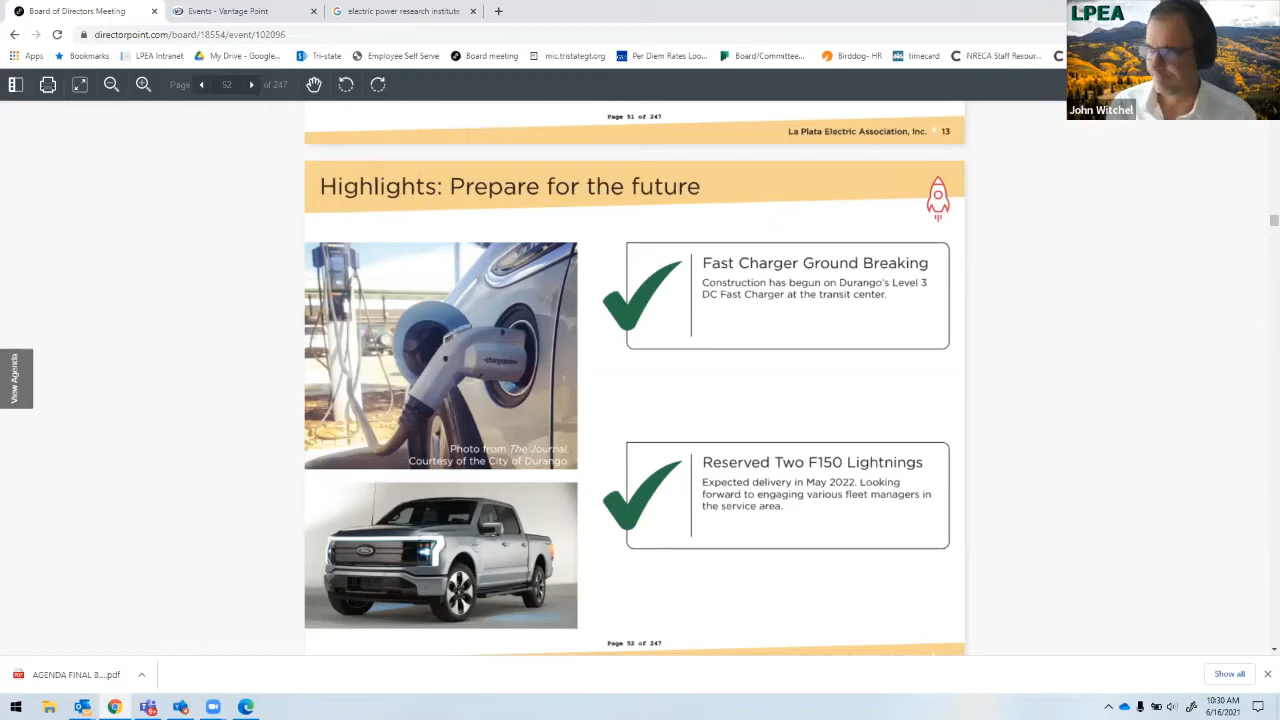 Board of Directors Meeting
Events - Vantage Point
electric power research institute
directorpoint.com/board/18554/event/102096
LPEA
Apps
Bookmarks
LPEA Intranet
My Drive - Google...
Tri-state
Employee Self Serve
Board meeting
mic.tristategt.org
Per Diem Rates Loo...
Board/Committee...
Birddog- HR
timecard
NRECA Staff Resour...
Page
52
of 247
John Witchel
Page 51 of 247
La Plata Electric Association, Inc.
13
Highlights: Prepare for the future
Fast Charger Ground Breaking
Construction has begun on Durango's Level 3
DC Fast Charger at the transit center.
-chargepoin+
View Agenda
Photo from The Journal.
Courtesy of the City of Durango
Reserved Two F150 Lightnings
Expected delivery in May 2022. Looking
forward to engaging various fleet managers in
the service area.
Page 52 of 247
AGENDA FINAL B....pdf
Show all
10:30 AM
6/16/2021